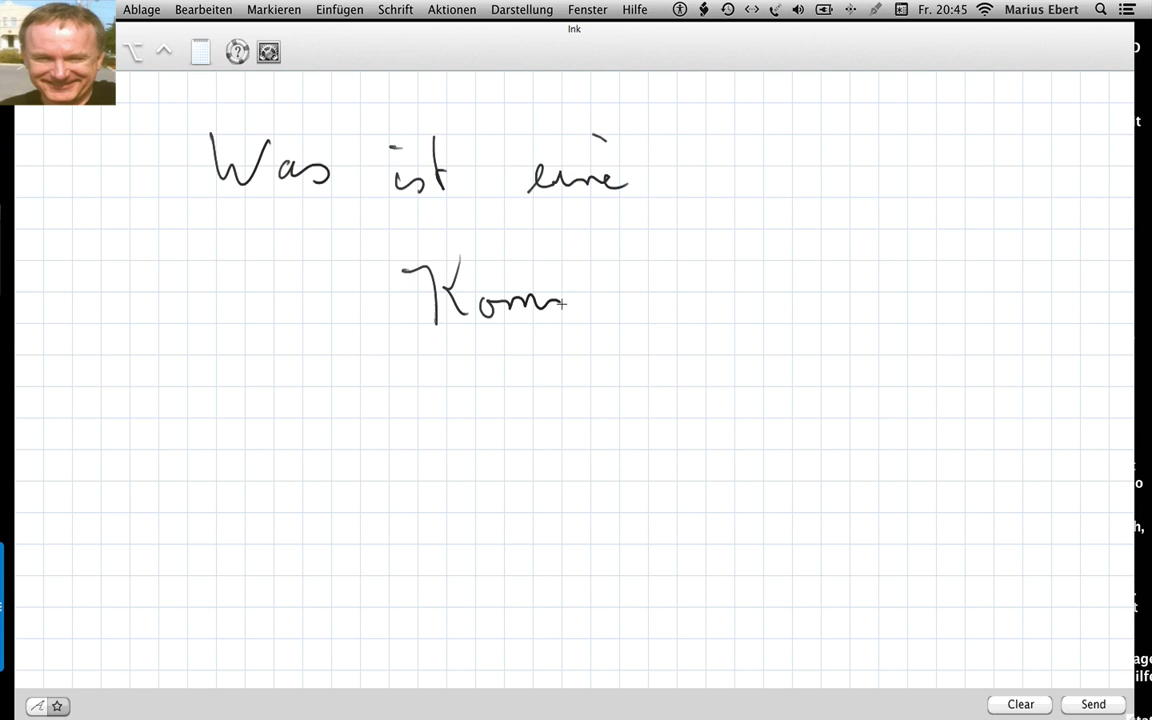 Ablage Bearbeiten Markieren Einfügen Schrift Aktionen Darstellung Fenster Hilfe Fr. 20:45 Marius Ebert
Ink
Was ist eine
Kom
Clear Send